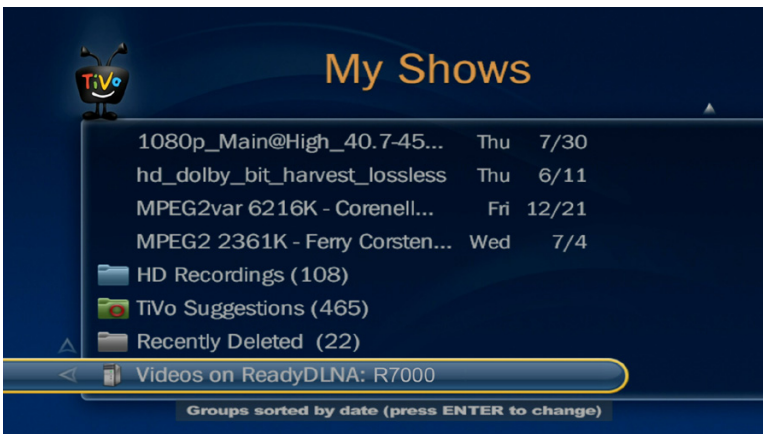 My Shows
TiVo
1080p_Main@High_40.7-45... Thu 7/30
hd_dolby_bit_harvest_lossless Thu 6/11
MPEG2var 6216K - Corenell... Fri 12/21
MPEG2 2361K - Ferry Corsten... Wed 7/4
HD Recordings (108)
TiVo Suggestions (465)
Recently Deleted (22)
Videos on ReadyDLNA: R7000
Groups sorted by date (press ENTER to change)